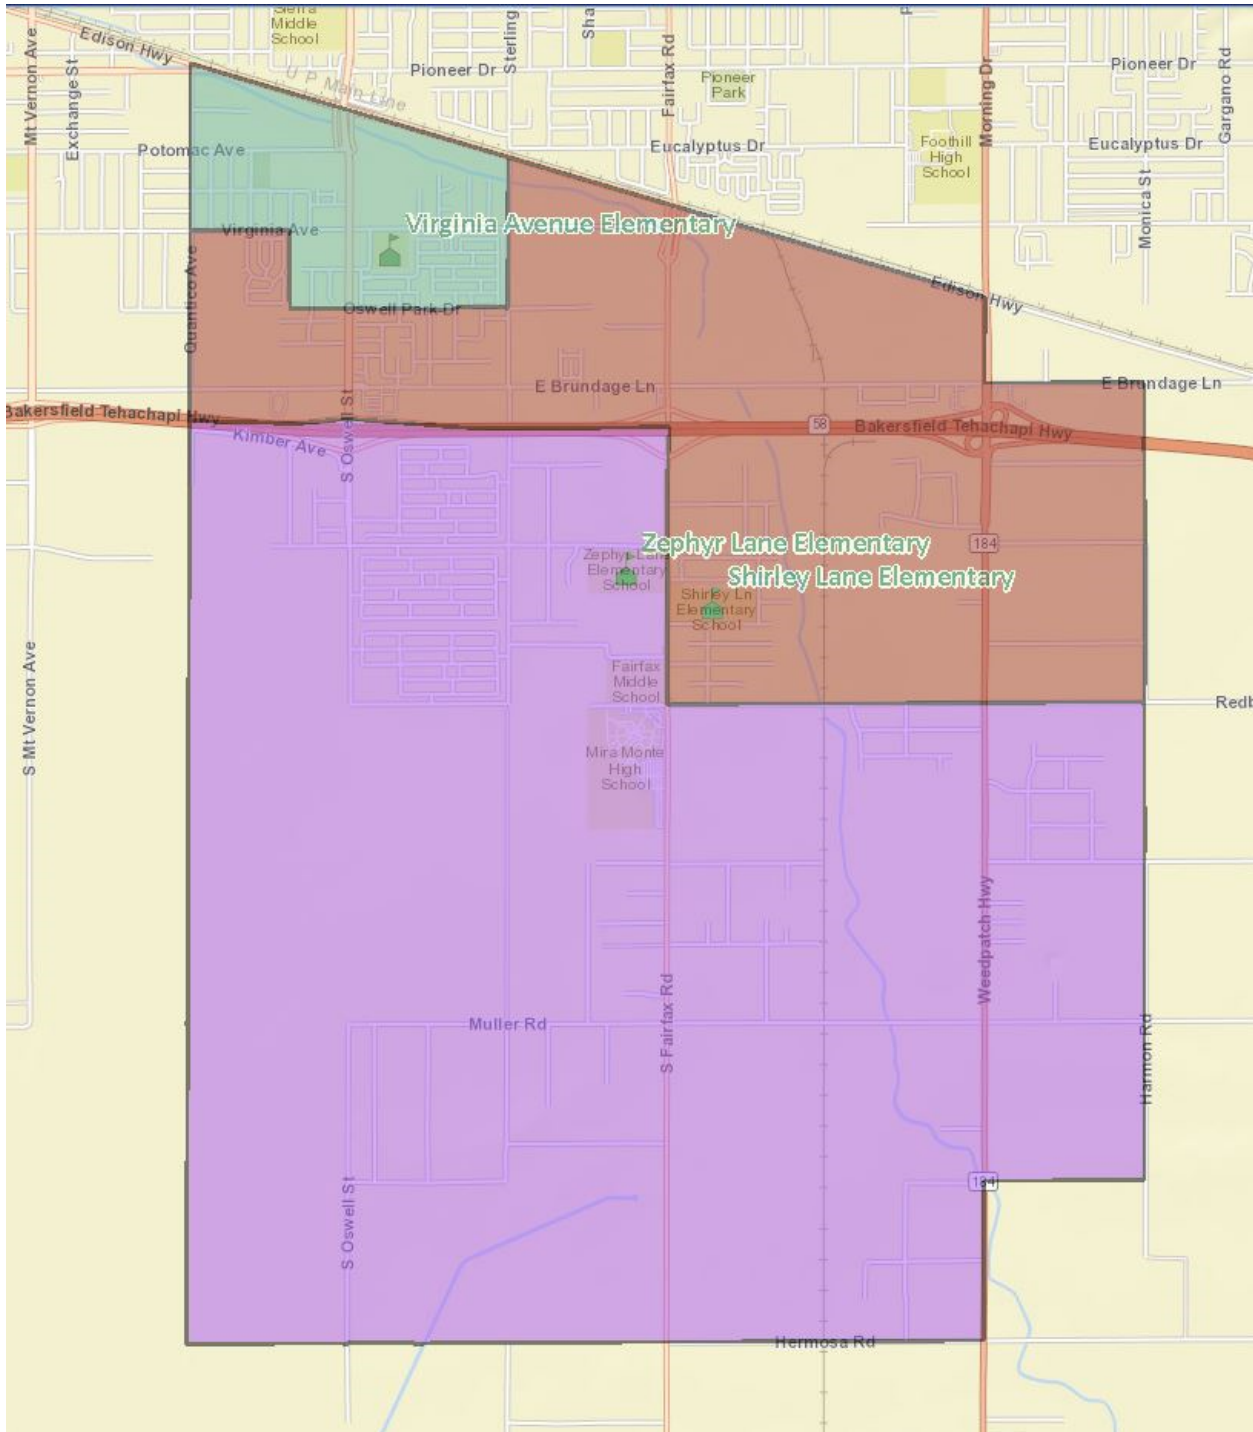 Sierra
Middle
School
Sterling
Sha
Fairfax Rd
Mt Vernon Ave
Edison Hwy
Exchange St
U P Main Line
Pioneer Dr
Pioneer
Park
Morning Dr
Pioneer Dr
Gargano Rd
Potomac Ave
Eucalyptus Dr
Foothill
High
School
Eucalyptus Dr
Monica St
Virginia Ave
Virginia Avenue Elementary
Quantico Ave
Oswell Park Dr
Edison Hwy
E Brundage Ln
E Brundage Ln
Bakersfield Tehachapi Hwy
58
Bakersfield Tehachapi Hwy
Kimber Ave
S Oswell St
Zephyr Lane Elementary
184
Zephyr Lane
Elementary
School
Shirley Lane Elementary
Shirley Ln
Elementary
School
Fairfax
Middle
School
S Mt Vernon Ave
Redb
Mira Monte
High
School
Weedpatch Hwy
Muller Rd
S Fairfax Rd
Harmon Rd
184
S Oswell St
Hermosa Rd